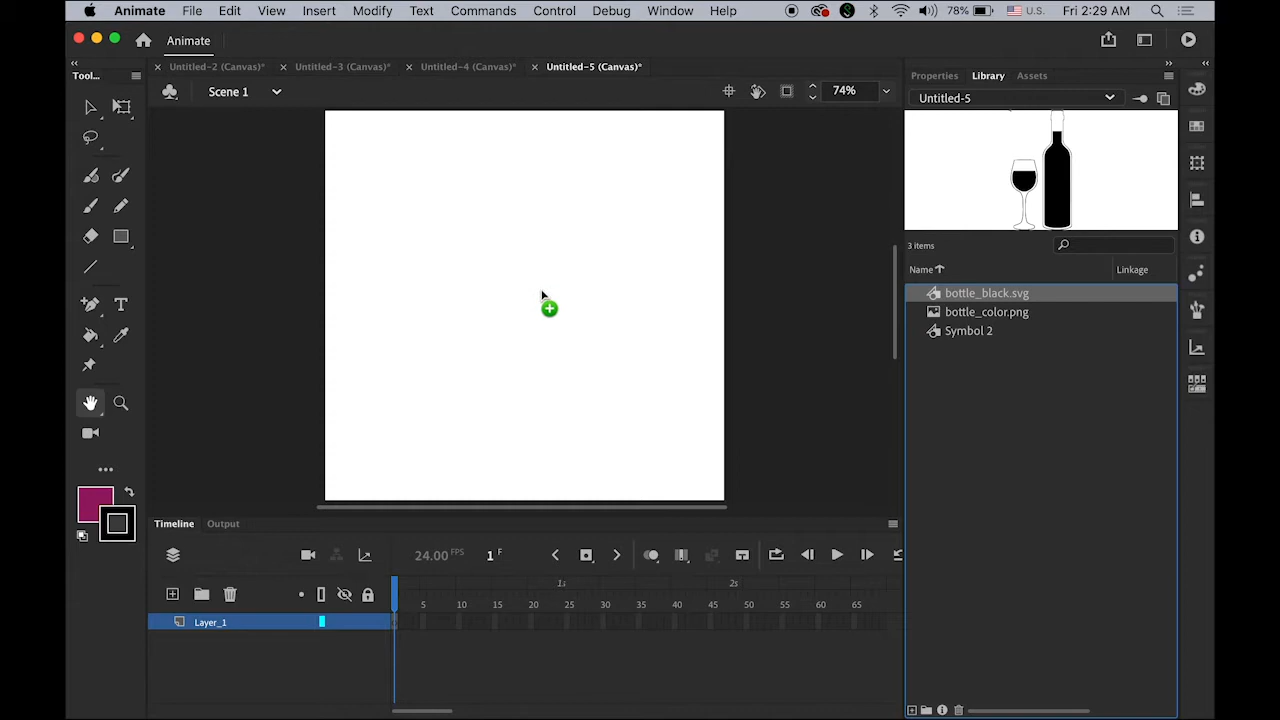 Animate File Edit View Insert Modify Text Commands Control Debug Window Help 78% U.S. Fri 2:29 AM
Animate
Tool...
Untitled-2 (Canvas)* Untitled-3 (Canvas)* Untitled-4 (Canvas)* Untitled-5 (Canvas)*
Properties Library Assets
Scene 1 74%
Untitled-5
3 items
Name Linkage
bottle_black.svg
bottle_color.png
Symbol 2
Timeline Output
24.00 FPS 1 F
1s 2s
5 10 15 20 25 30 35 40 45 50 55 60 65
Layer_1